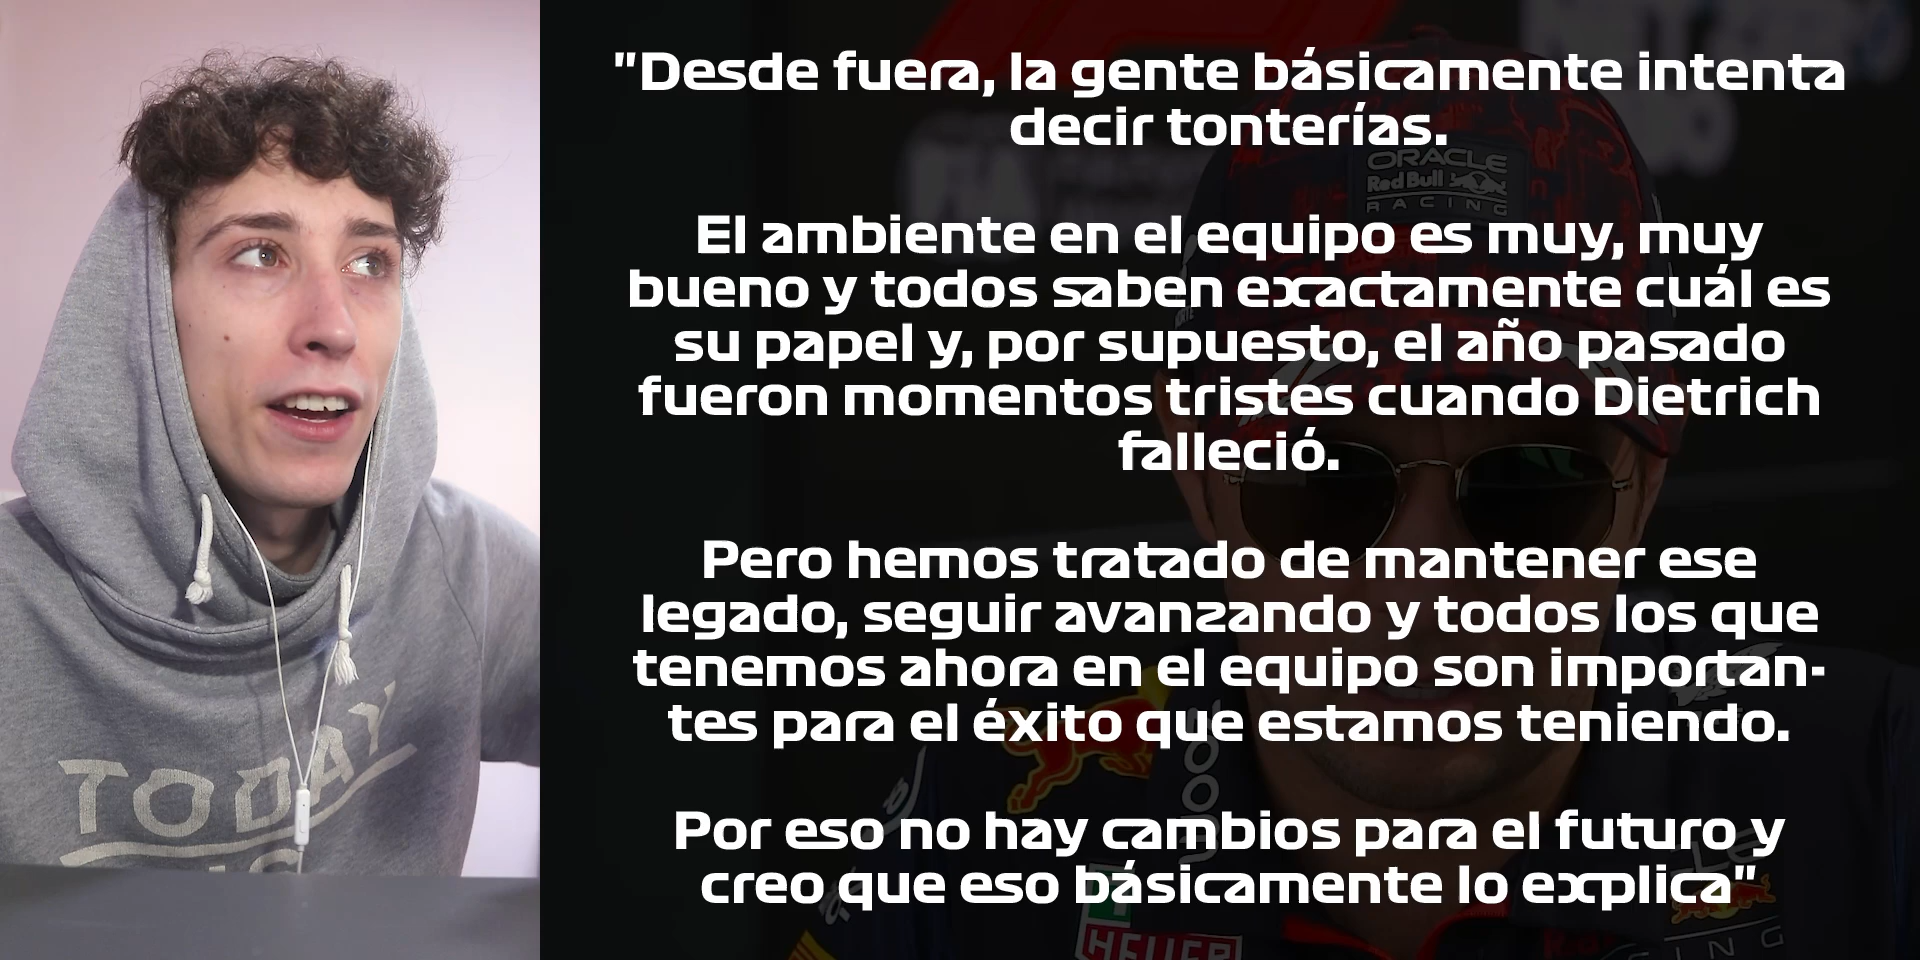 "Desde fuera, la gente básicamente intenta
decir tonterías.
El ambiente en el equipo es muy, muy
bueno y todos saben exactamente cuál es
su papel y, por supuesto, el año pasado
fueron momentos tristes cuando Dietrich
falleció.
Pero hemos tratado de mantener ese
legado, seguir avanzando y todos los que
tenemos ahora en el equipo son importan-
tes para el éxito que estamos teniendo.
Por eso no hay cambios para el futuro y
creo que eso básicamente lo explica"
ORACLE
Red Bull
RACING
TODAY
HEUER